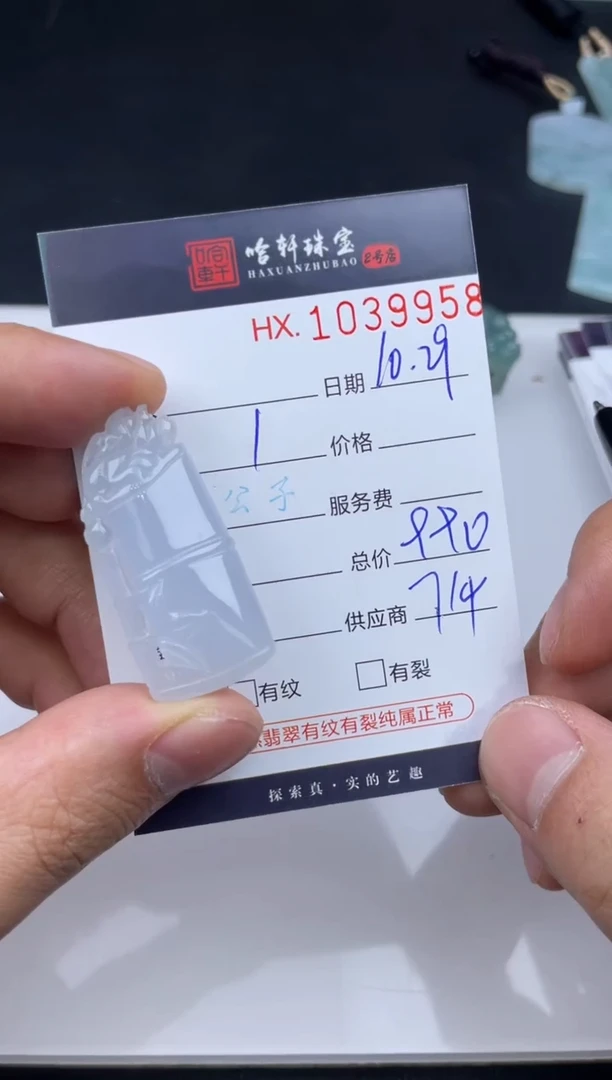 哈轩 哈轩珠宝 2号店
HAXUANZHUBAO
HX. 1039958
日期 10.29
1 价格
公子 服务费
总价
供应商 714
有纹 有裂
翡翠有纹有裂纯属正常
探索真·实的艺趣